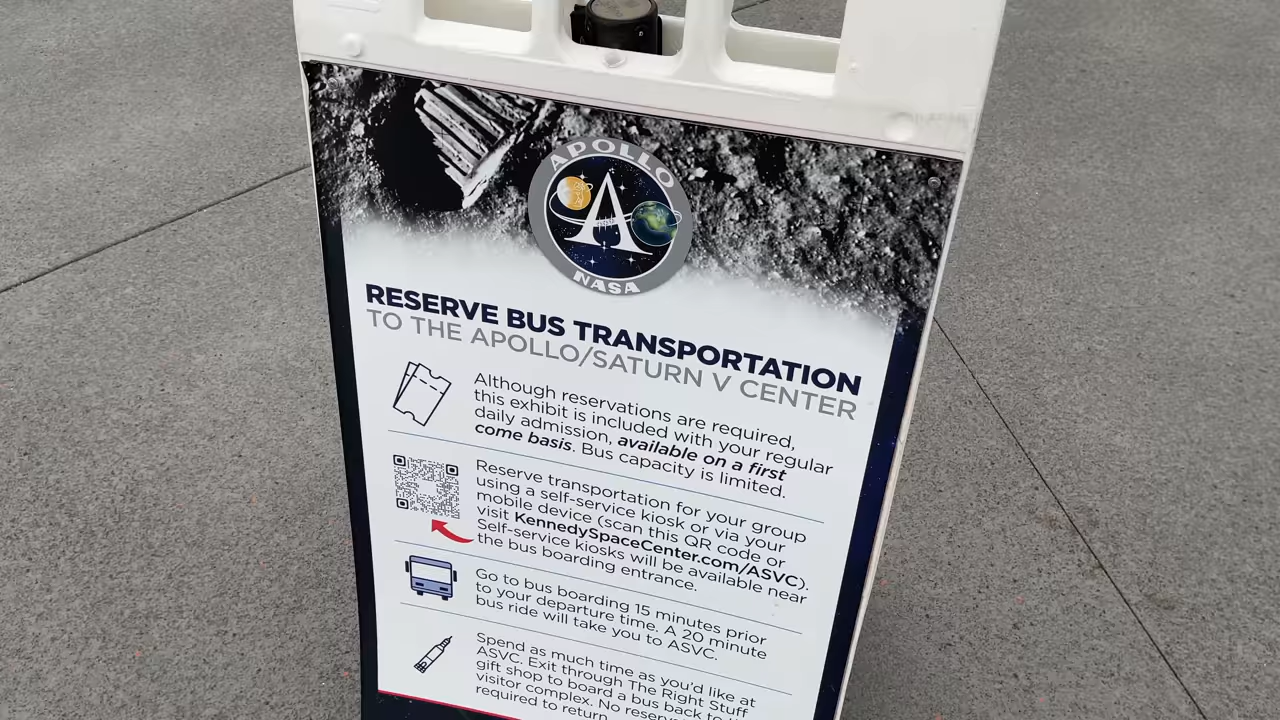 APOLLO
NASA
RESERVE BUS TRANSPORTATION
TO THE APOLLO/SATURN V CENTER
Although reservations are required,
this exhibit is included with your regular
daily admission, available on a first
come basis. Bus capacity is limited.
Reserve transportation for your group
using a self-service kiosk or via your
mobile device (scan this QR code or
visit KennedySpaceCenter.com/ASVC).
Self-service kiosks will be available near
the bus boarding entrance.
Go to bus boarding 15 minutes prior
to your departure time. A 20 minute
bus ride will take you to ASVC.
Spend as much time as you'd like at
ASVC. Exit through The Right Stuff
gift shop to board a bus back to
visitor complex. No
required to return